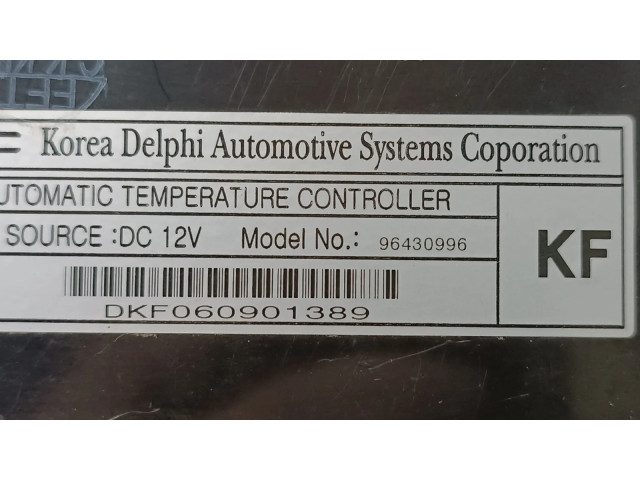 Korea Delphi Automotive Systems Coporation
UTOMATIC TEMPERATURE CONTROLLER
SOURCE :DC 12V Model No.: 96430996
KF
DKF060901389